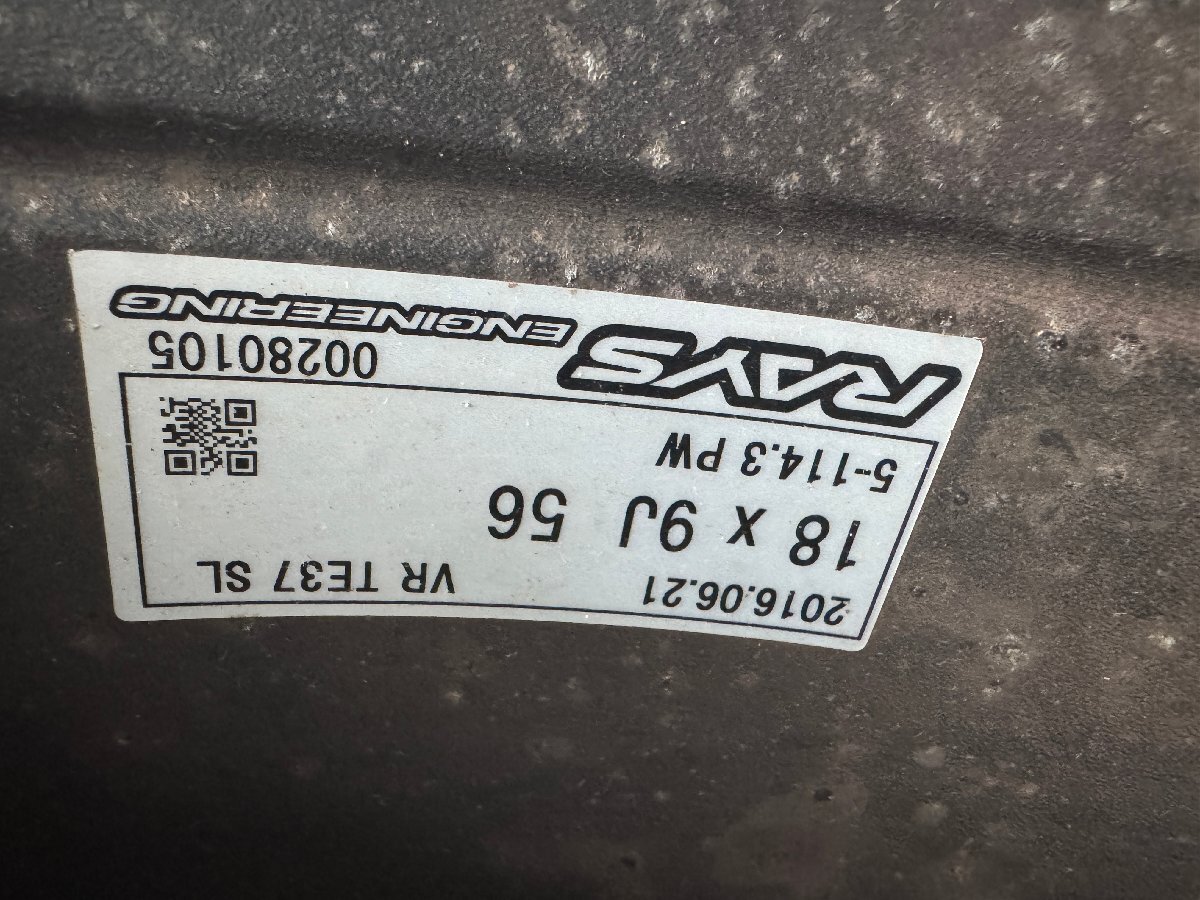 2016.06.21 VR TE37 SL
18 x 9J 56
5-114.3 PW
00280105
RAYS ENGINEERING